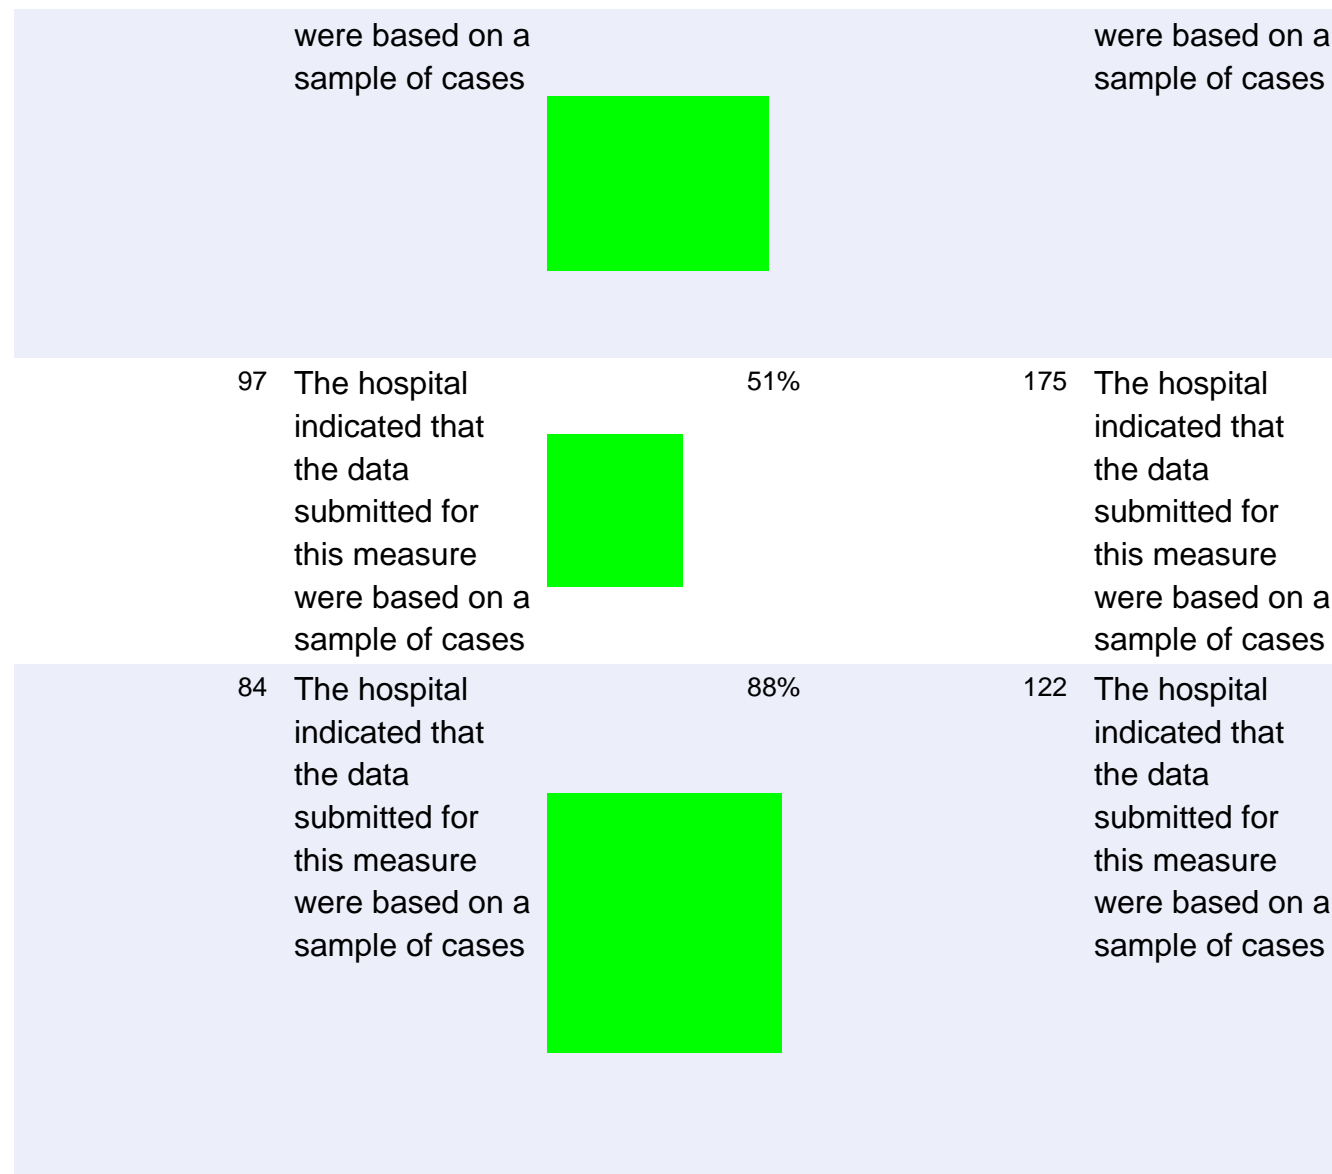 were based on a were based on a
sample of cases sample of cases
97 The hospital 51% 175 The hospital
indicated that indicated that
the data the data
submitted for submitted for
this measure this measure
were based on a were based on a
sample of cases sample of cases
84 The hospital 88% 122 The hospital
indicated that indicated that
the data the data
submitted for submitted for
this measure this measure
were based on a were based on a
sample of cases sample of cases